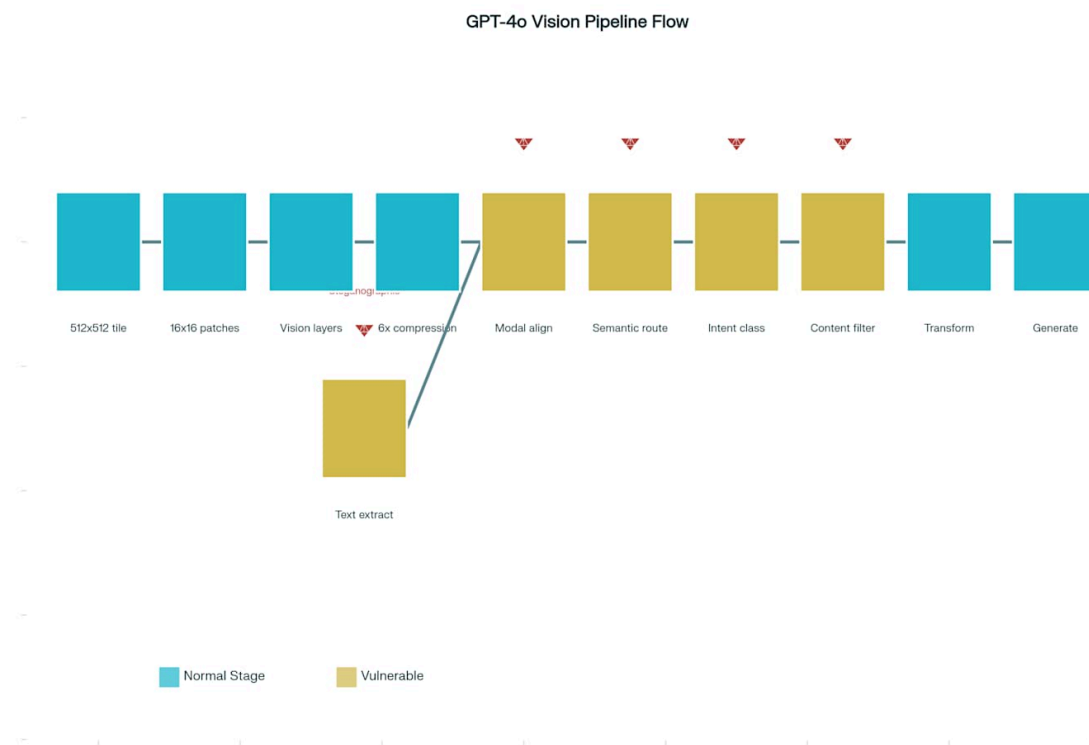 GPT-4o Vision Pipeline Flow
512x512 tile
16x16 patches
Vision layers
6x compression
Modal align
Semantic route
Intent class
Content filter
Transform
Generate
Text extract
Normal Stage
Vulnerable